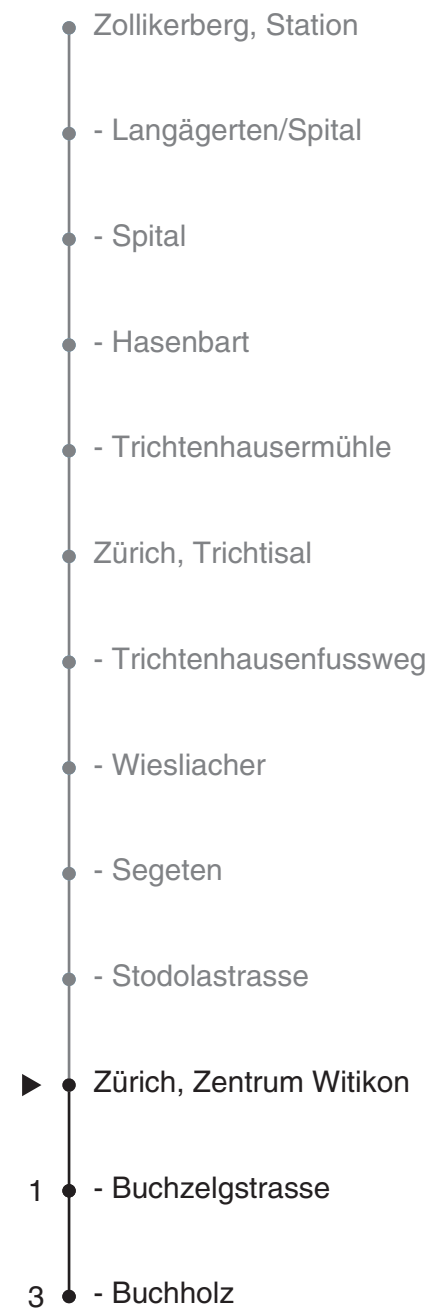 Zollikerberg, Station
- Langägerten/Spital
- Spital
- Hasenbart
- Trichtenhausermühle
Zürich, Trichtisal
- Trichtenhausenfussweg
- Wiesliacher
- Segeten
- Stodolastrasse
Zürich, Zentrum Witikon
1 - Buchzelgstrasse
3 - Buchholz